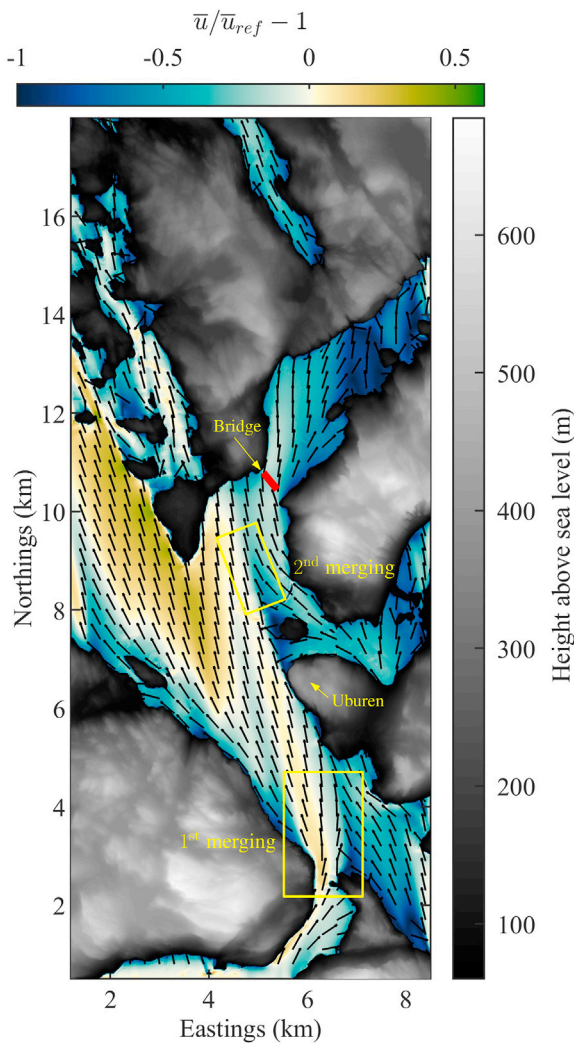 u̅/u̅ref − 1
-1 -0.5 0 0.5
16
14
12
10
8
6
4
2
Northings (km)
Bridge
2nd merging
Uburen
1st merging
2 4 6 8
Eastings (km)
600
500
400
300
200
100
Height above sea level (m)